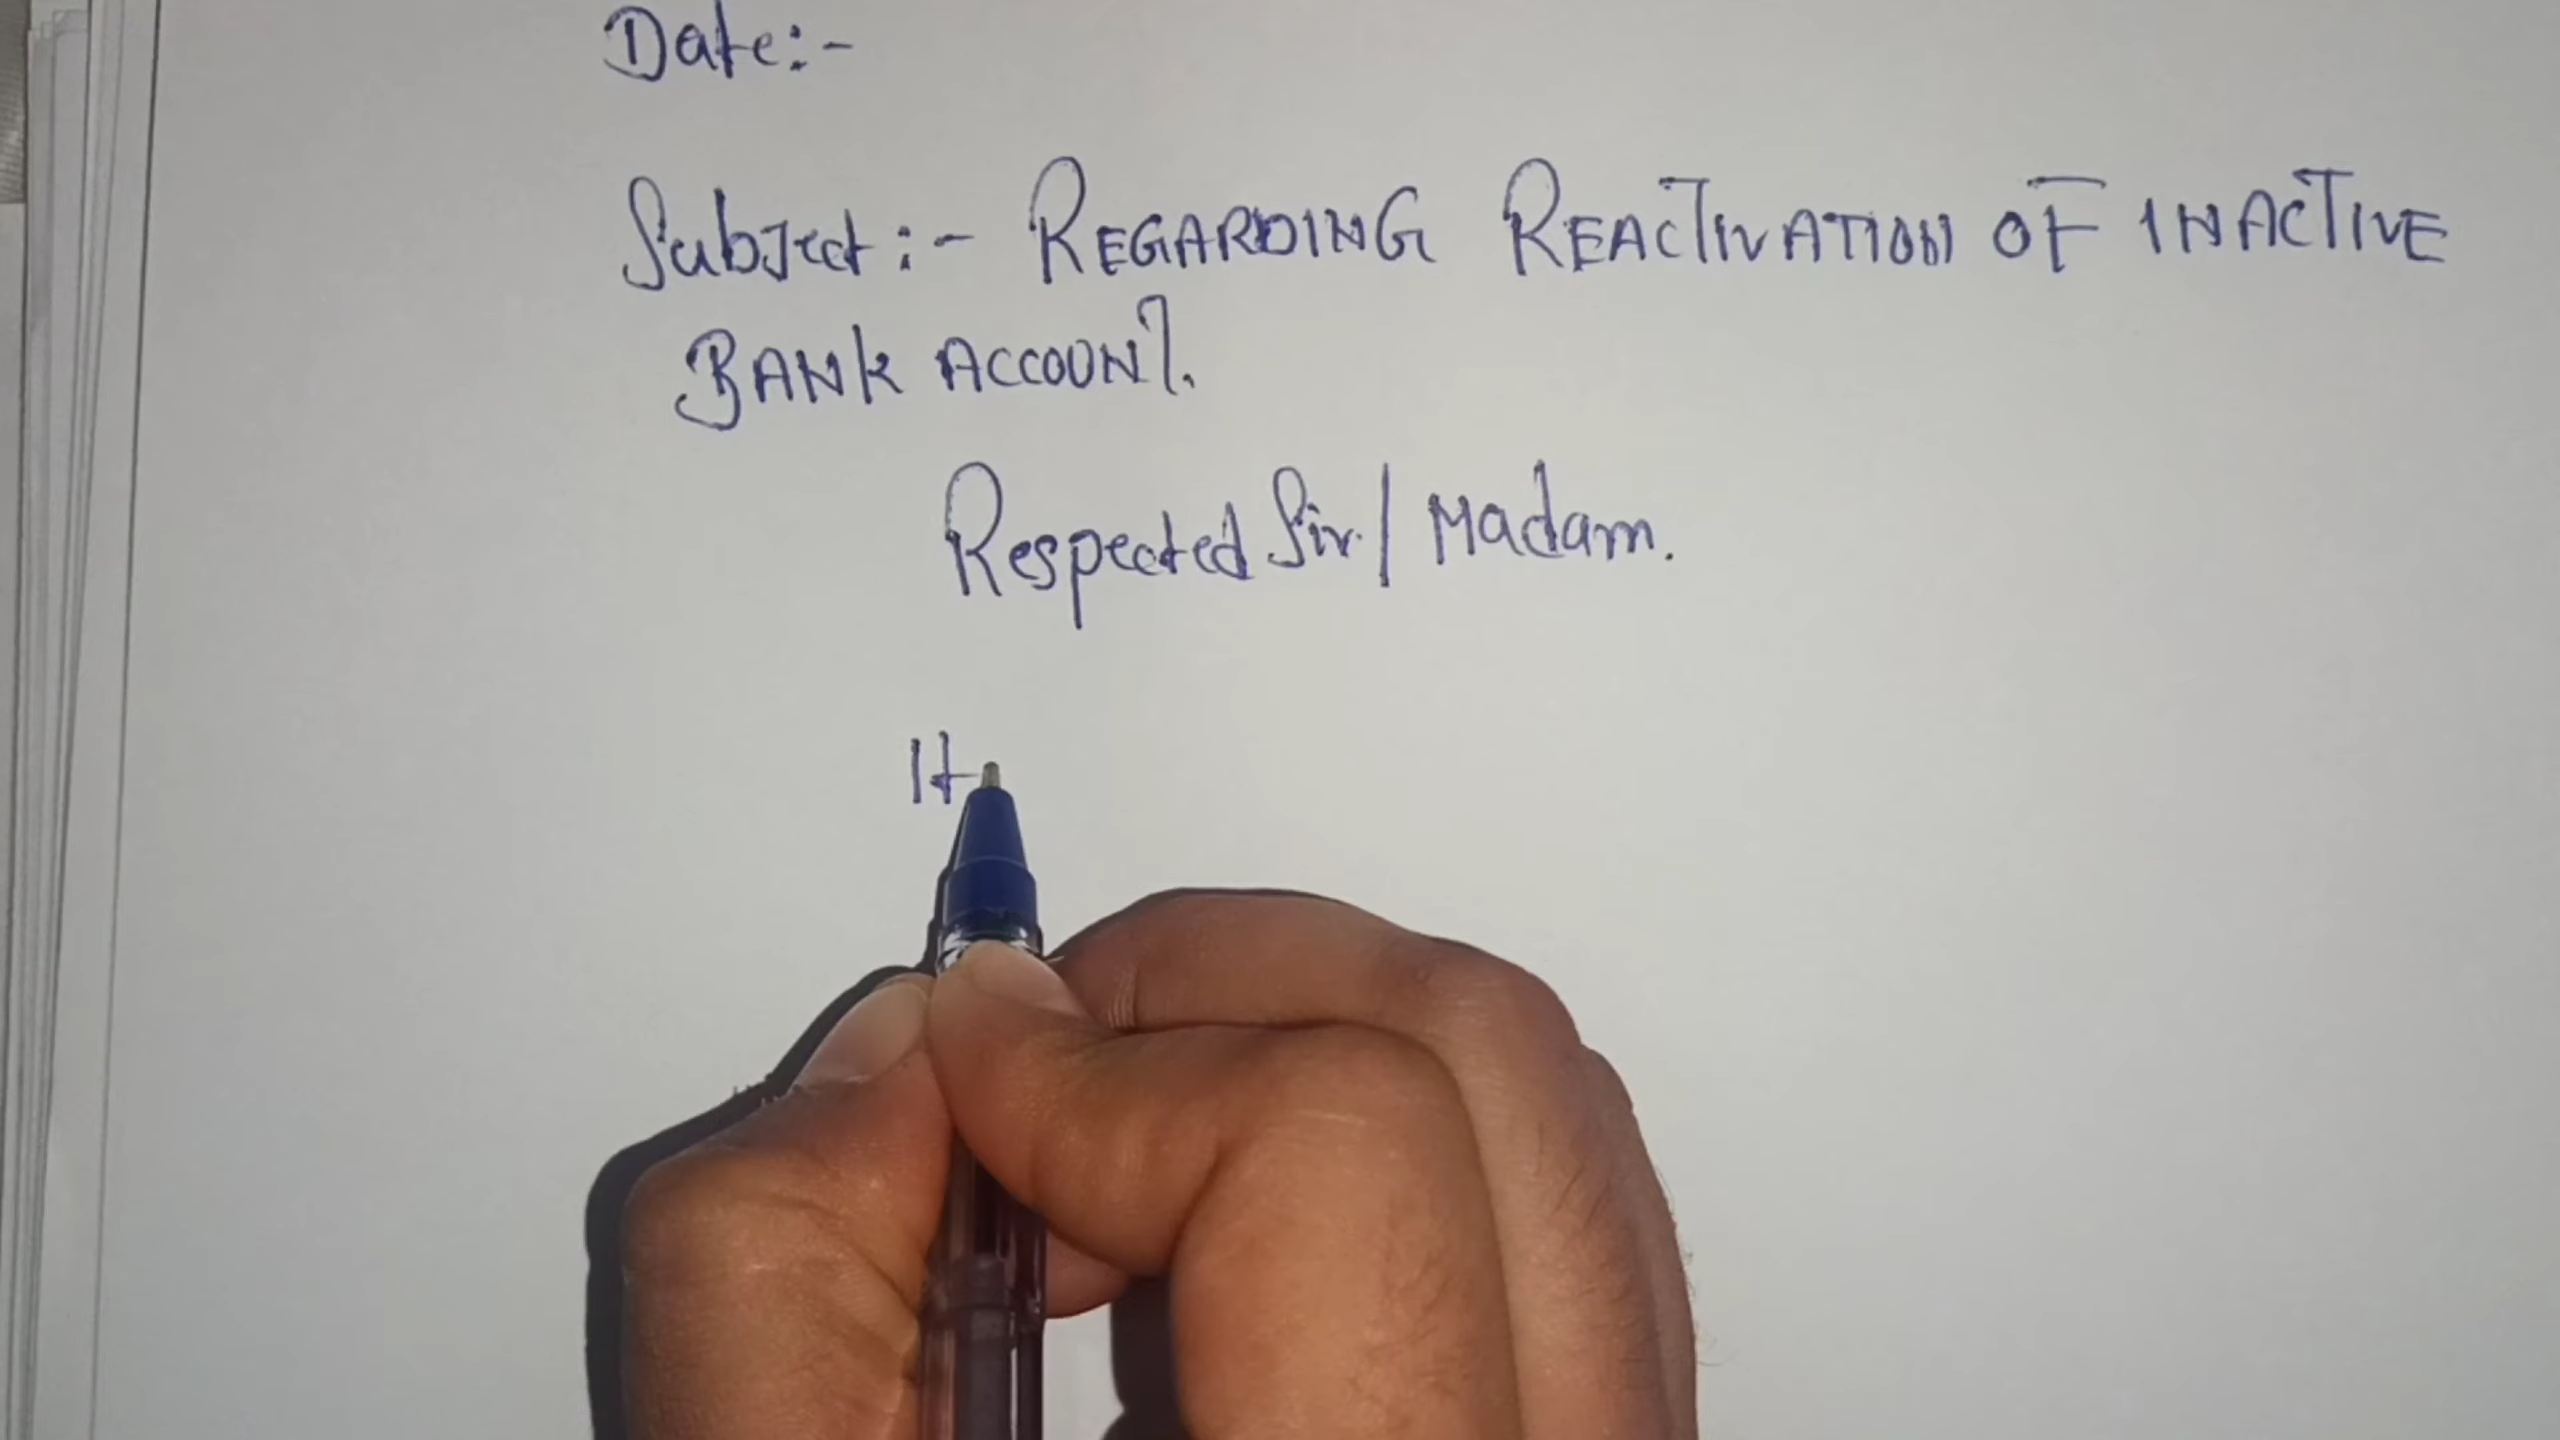 Date:-
Subject:- REGARDING REACTIVATION OF INACTIVE
BANK ACCOUNT.
Respected Sir/Madam.
It